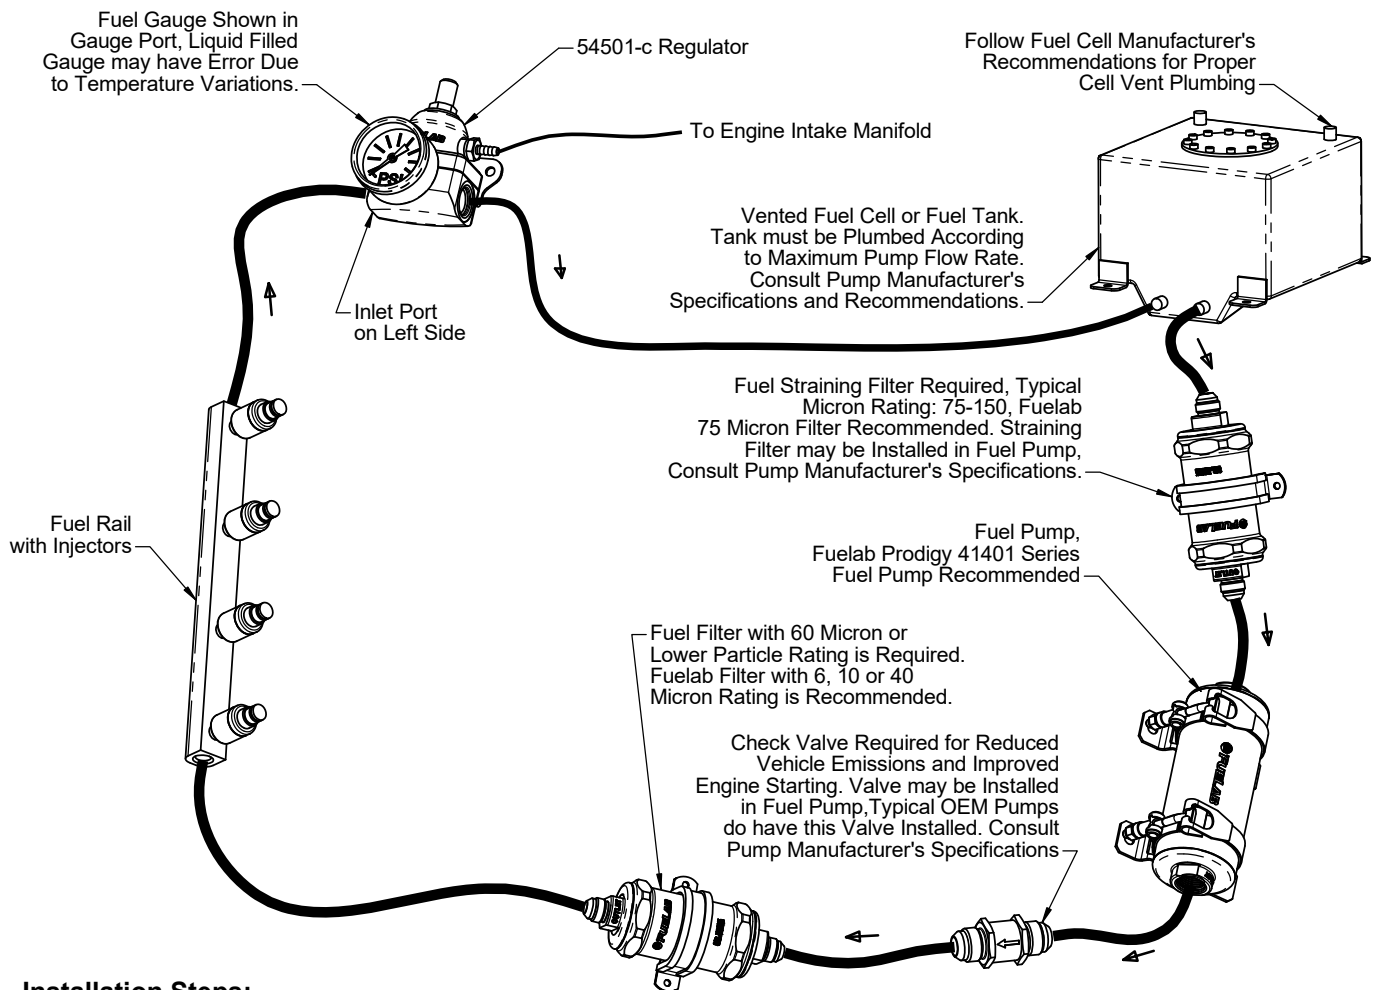 Fuel Gauge Shown in
Gauge Port, Liquid Filled
Gauge may have Error Due
to Temperature Variations.
54501-c Regulator
Follow Fuel Cell Manufacturer's
Recommendations for Proper
Cell Vent Plumbing
To Engine Intake Manifold
PSI
Vented Fuel Cell or Fuel Tank.
Tank must be Plumbed According
to Maximum Pump Flow Rate.
Consult Pump Manufacturer's
Specifications and Recommendations.
Inlet Port
on Left Side
Fuel Straining Filter Required, Typical
Micron Rating: 75-150, Fuelab
75 Micron Filter Recommended. Straining
Filter may be Installed in Fuel Pump,
Consult Pump Manufacturer's Specifications.
FUELAB
Fuel Rail
with Injectors
Fuel Pump,
Fuelab Prodigy 41401 Series
Fuel Pump Recommended
Fuel Filter with 60 Micron or
Lower Particle Rating is Required.
Fuelab Filter with 6, 10 or 40
Micron Rating is Recommended.
FUELAB
Check Valve Required for Reduced
Vehicle Emissions and Improved
Engine Starting. Valve may be Installed
in Fuel Pump,Typical OEM Pumps
do have this Valve Installed. Consult
Pump Manufacturer's Specifications
FUELAB
Installation Steps: